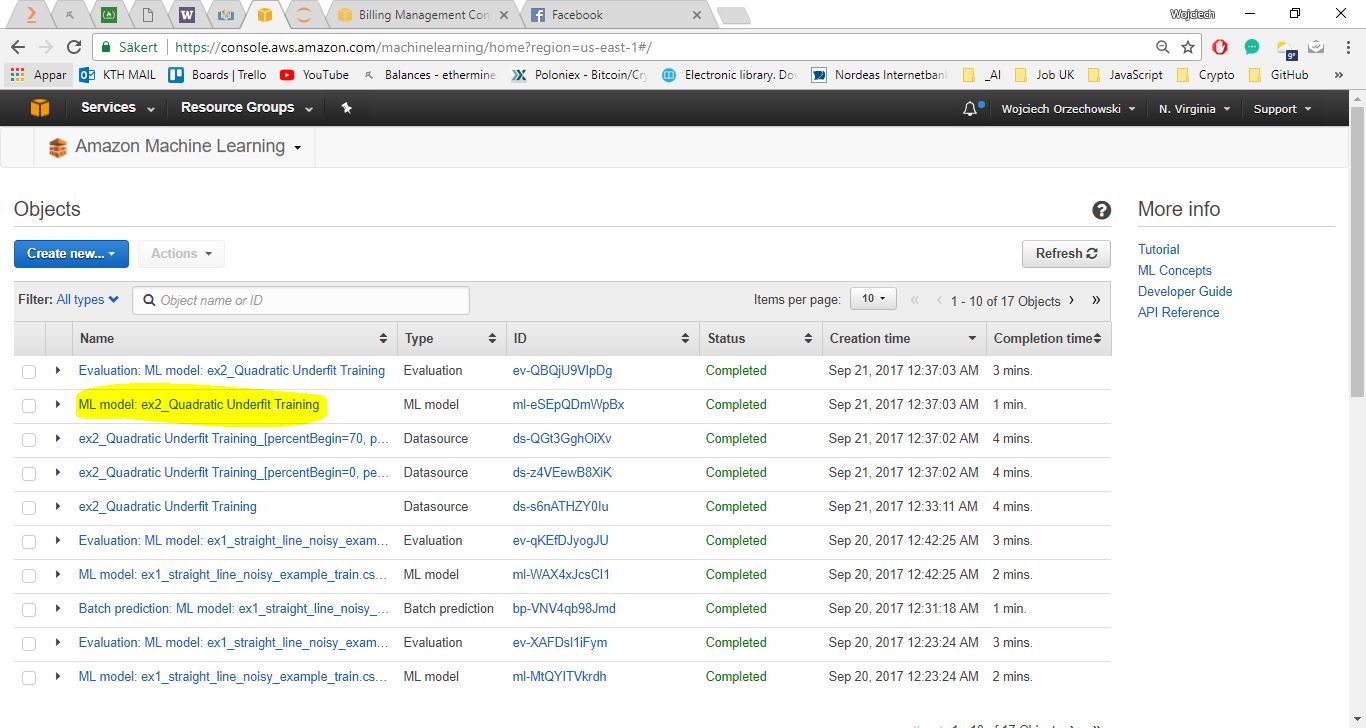 Billing Management Con
Facebook
Wojciech
Säkert
https://console.aws.amazon.com/machinelearning/home?region=us-east-1#/
Appar
KTH MAIL
Boards | Trello
YouTube
Balances - ethermine
Poloniex - Bitcoin/Cry
Electronic library. Do
Nordeas Internetban
_AI
Job UK
JavaScript
Crypto
GitHub
Services
Resource Groups
Wojciech Orzechowski
N. Virginia
Support
Amazon Machine Learning
Objects
More info
Create new...
Actions
Refresh
Tutorial
ML Concepts
Developer Guide
API Reference
Filter: All types
Object name or ID
Items per page: 10
« ‹ 1 - 10 of 17 Objects › »
Name Type ID Status Creation time Completion time
Evaluation: ML model: ex2_Quadratic Underfit Training Evaluation ev-QBQjU9VIpDg Completed Sep 21, 2017 12:37:03 AM 3 mins.
ML model: ex2_Quadratic Underfit Training ML model ml-eSEpQDmWpBx Completed Sep 21, 2017 12:37:03 AM 1 min.
ex2_Quadratic Underfit Training_[percentBegin=70, p... Datasource ds-QGt3GghOiXv Completed Sep 21, 2017 12:37:02 AM 4 mins.
ex2_Quadratic Underfit Training_[percentBegin=0, pe... Datasource ds-z4VEewB8XiK Completed Sep 21, 2017 12:37:02 AM 4 mins.
ex2_Quadratic Underfit Training Datasource ds-s6nATHZY0Iu Completed Sep 21, 2017 12:33:11 AM 4 mins.
Evaluation: ML model: ex1_straight_line_noisy_exam... Evaluation ev-qKEfDJyogJU Completed Sep 20, 2017 12:42:25 AM 3 mins.
ML model: ex1_straight_line_noisy_example_train.cs... ML model ml-WAX4xJcsCI1 Completed Sep 20, 2017 12:42:25 AM 2 mins.
Batch prediction: ML model: ex1_straight_line_noisy_... Batch prediction bp-VNV4qb98Jmd Completed Sep 20, 2017 12:31:18 AM 1 min.
Evaluation: ML model: ex1_straight_line_noisy_exam... Evaluation ev-XAFDsI1iFym Completed Sep 20, 2017 12:23:24 AM 3 mins.
ML model: ex1_straight_line_noisy_example_train.cs... ML model ml-MtQYITVkrdh Completed Sep 20, 2017 12:23:24 AM 2 mins.